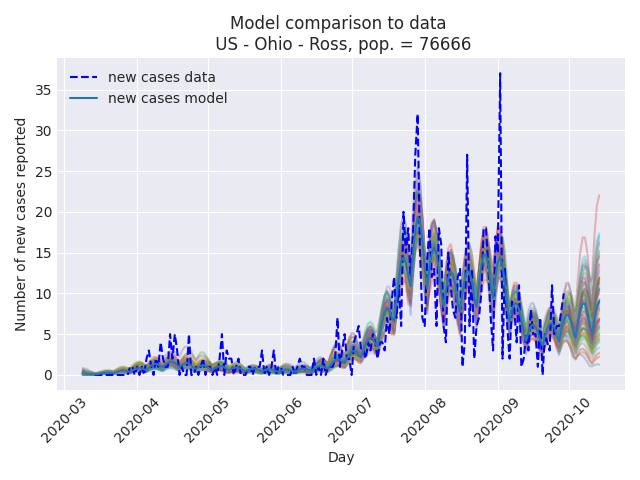 Model comparison to data
US - Ohio - Ross, pop. = 76666
new cases data
new cases model
Number of new cases reported
35
30
25
20
15
10
5
0
2020-03
2020-04
2020-05
2020-06
2020-07
2020-08
2020-09
2020-10
Day